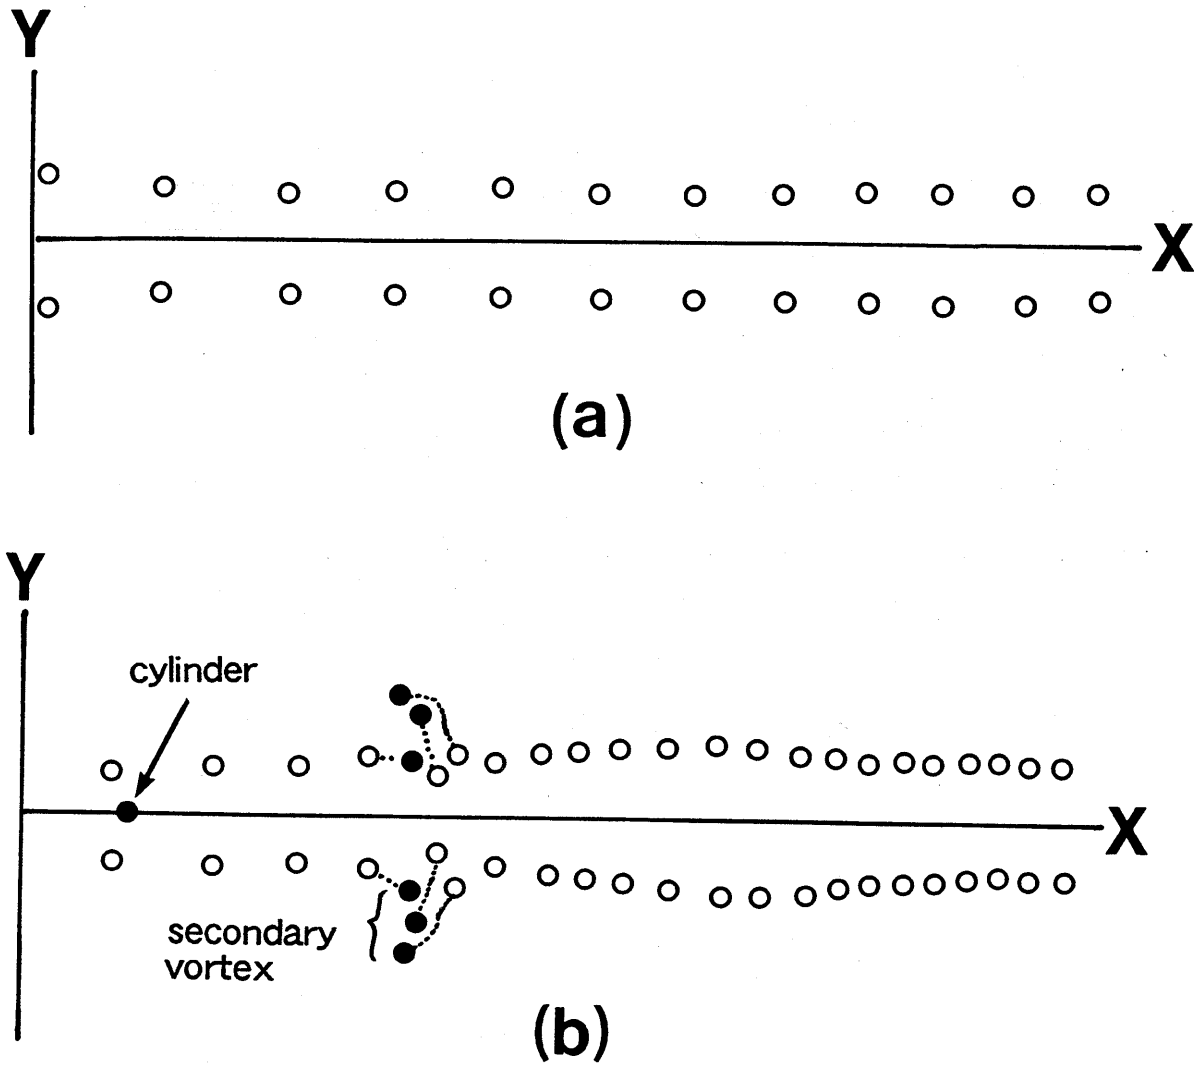 Y
X
(a)
Y
cylinder
X
secondary
vortex
(b)